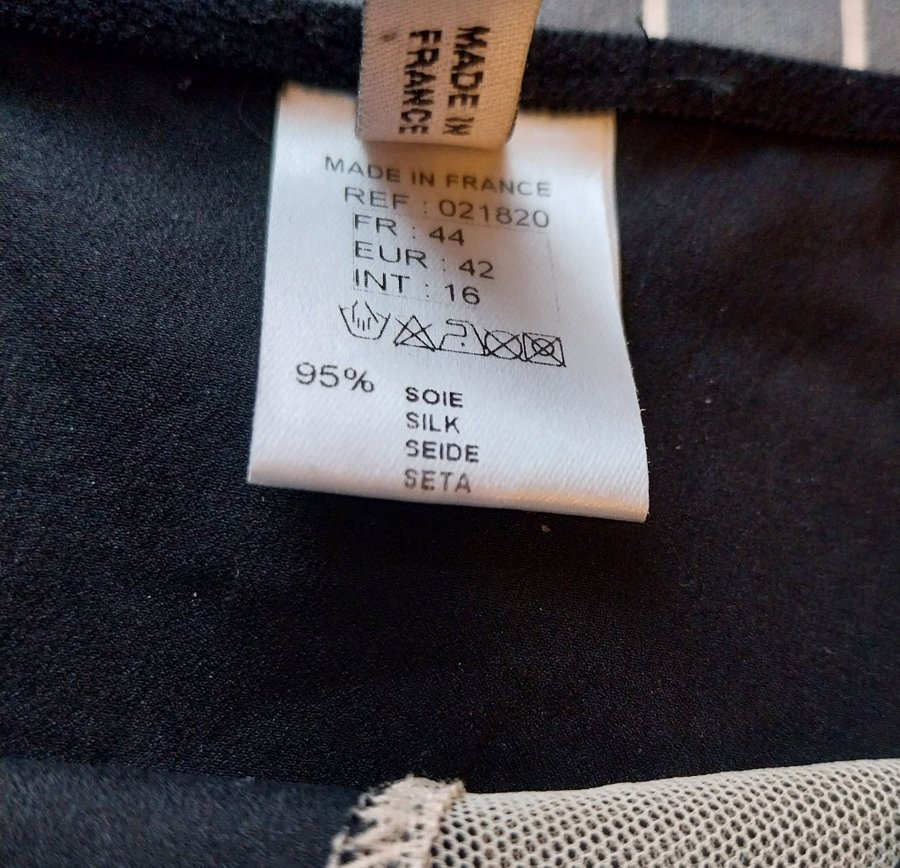 MADE IN
FRANCE
MADE IN FRANCE
REF : 021820
FR : 44
EUR : 42
INT : 16
95% SOIE
SILK
SEIDE
SETA